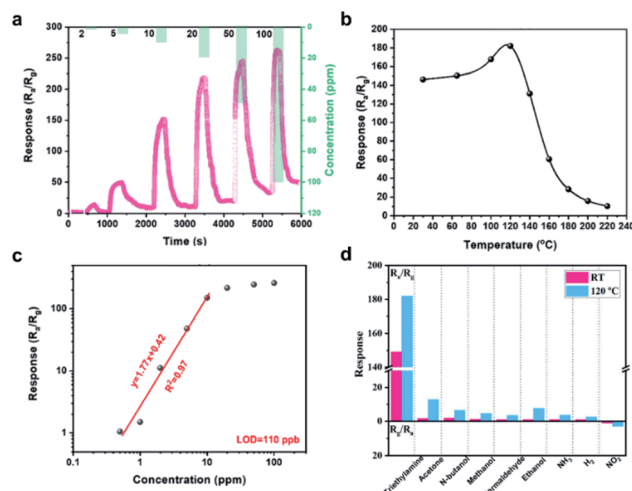 a
2 5 10 20 50 100
300
250
200
150
100
50
0
Response (Ra/Rg)
0 1000 2000 3000 4000 5000 6000
Time (s)
0
20
40
60
80
100
120
Concentration (ppm)
b
200
180
160
140
120
100
80
60
40
20
0
Response (Ra/Rg)
0 20 40 60 80 100 120 140 160 180 200 220 240
Temperature (°C)
c
100
10
1
Response (Ra/Rg)
y=1.77x+0.42
R²=0.97
LOD=110 ppb
0.1 1 10 100
Concentration (ppm)
d
200
180
160
140
20
0
Response
Ra/Rg
Rg/Ra
RT
120 °C
Triethylamine
Acetone
N-butanol
Methanol
ormaldehyde
Ethanol
NH3
H2
NO2